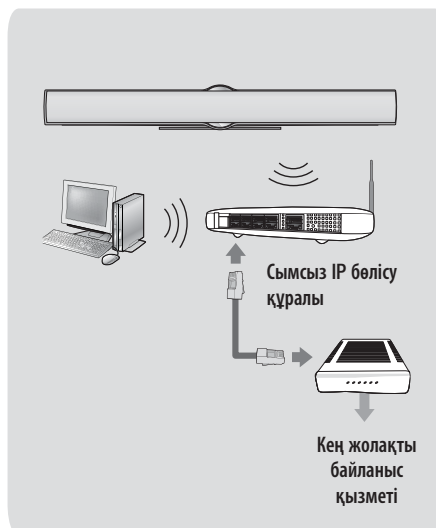 Сымсыз IP бөлісу
құралы
Кең жолақты
байланыс
қызметі